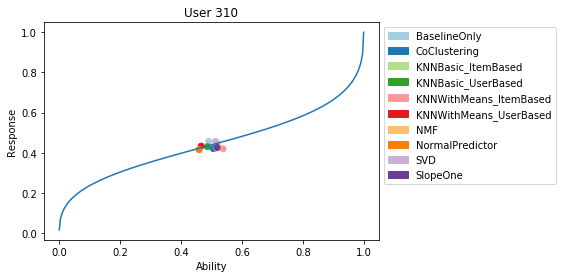 User 310
1.0
0.8
0.6
0.4
0.2
0.0
Response
0.0 0.2 0.4 0.6 0.8 1.0
Ability
BaselineOnly
CoClustering
KNNBasic_ItemBased
KNNBasic_UserBased
KNNWithMeans_ItemBased
KNNWithMeans_UserBased
NMF
NormalPredictor
SVD
SlopeOne